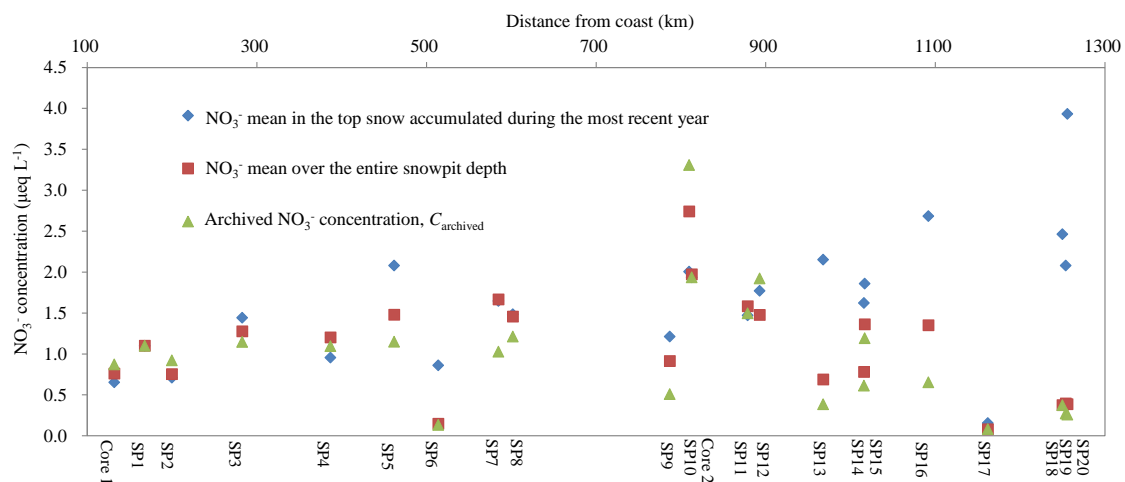 Distance from coast (km)
100 300 500 700 900 1100 1300
4.5
4.0
3.5
3.0
2.5
2.0
1.5
1.0
0.5
0.0
NO₃⁻ concentration (µeq L⁻¹)
NO₃⁻ mean in the top snow accumulated during the most recent year
NO₃⁻ mean over the entire snowpit depth
Archived NO₃⁻ concentration, C_archived
Core 1
SP1
SP2
SP3
SP4
SP5
SP6
SP7
SP8
SP9
SP10
Core 2
SP11
SP12
SP13
SP14
SP15
SP16
SP17
SP18
SP19
SP20